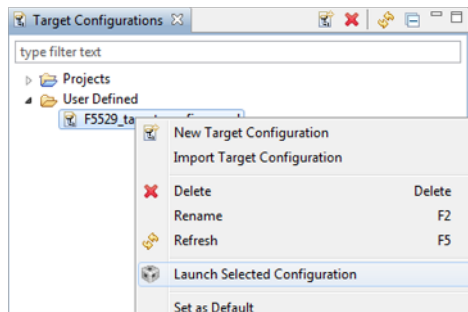 Target Configurations
type filter text
Projects
User Defined
New Target Configuration
Import Target Configuration
Delete Delete
Rename F2
Refresh F5
Launch Selected Configuration
Set as Default